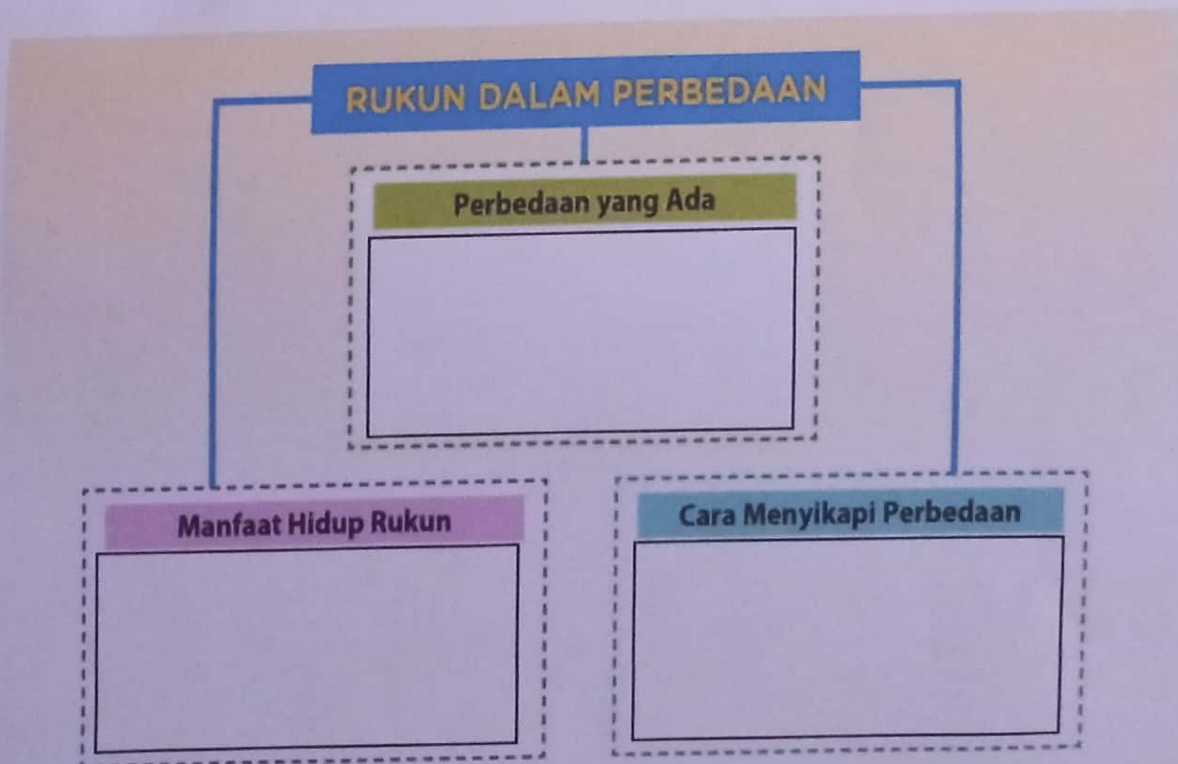 RUKUN DALAM PERBEDAAN
Perbedaan yang Ada
Manfaat Hidup Rukun
Cara Menyikapi Perbedaan